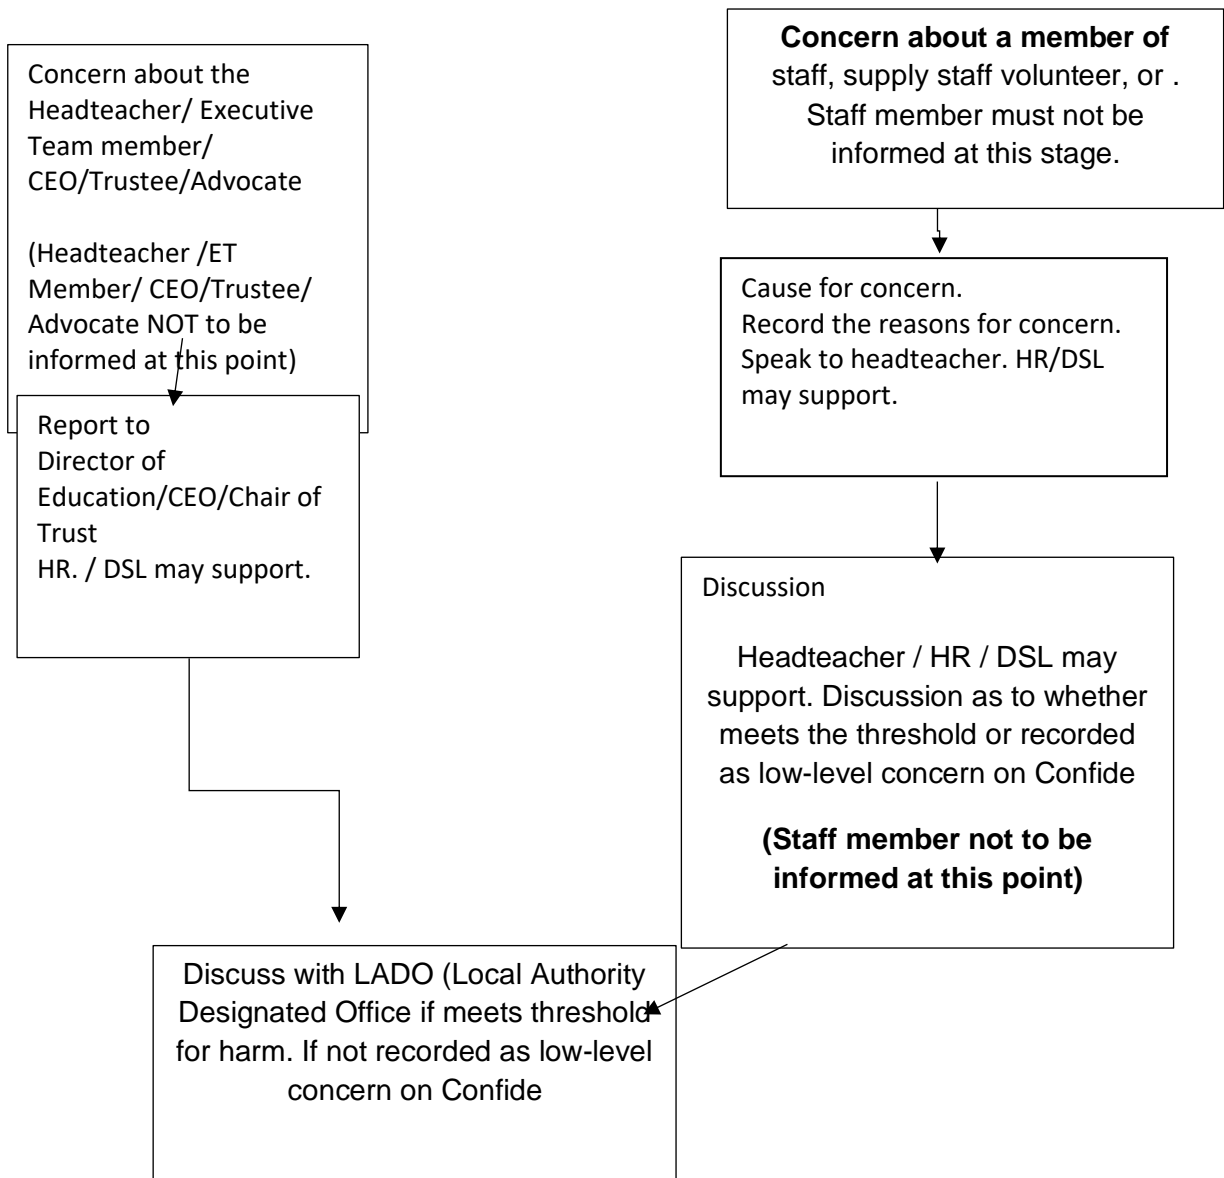 Concern about the
Headteacher/ Executive
Team member/
CEO/Trustee/Advocate
(Headteacher /ET
Member/ CEO/Trustee/
Advocate NOT to be
informed at this point)
Report to
Director of
Education/CEO/Chair of
Trust
HR. / DSL may support.
Concern about a member of
staff, supply staff volunteer, or .
Staff member must not be
informed at this stage.
Cause for concern.
Record the reasons for concern.
Speak to headteacher. HR/DSL
may support.
Discussion
Headteacher / HR / DSL may
support. Discussion as to whether
meets the threshold or recorded
as low-level concern on Confide
(Staff member not to be
informed at this point)
Discuss with LADO (Local Authority
Designated Office if meets threshold
for harm. If not recorded as low-level
concern on Confide